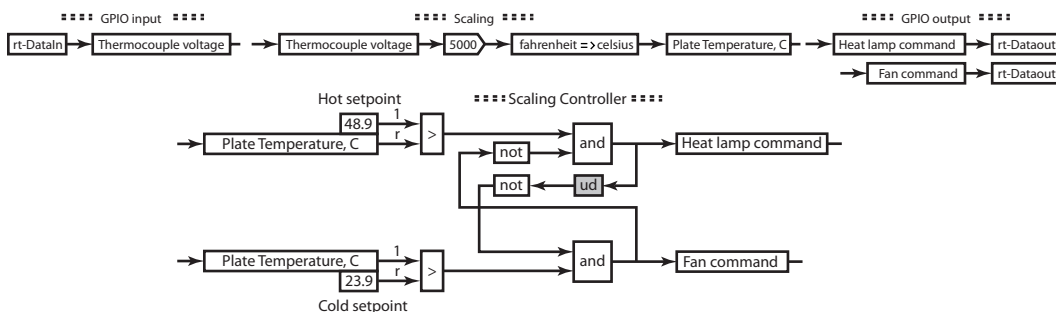 GPIO input
Scaling
GPIO output
rt-DataIn Thermocouple voltage Thermocouple voltage 5000 fahrenheit => celsius Plate Temperature, C Heat lamp command rt-Dataout
Fan command rt-Dataout
Hot setpoint
Scaling Controller
48.9 1
Plate Temperature, C r > and Heat lamp command
not
not ud
Plate Temperature, C 1 > and Fan command
23.9 r
Cold setpoint